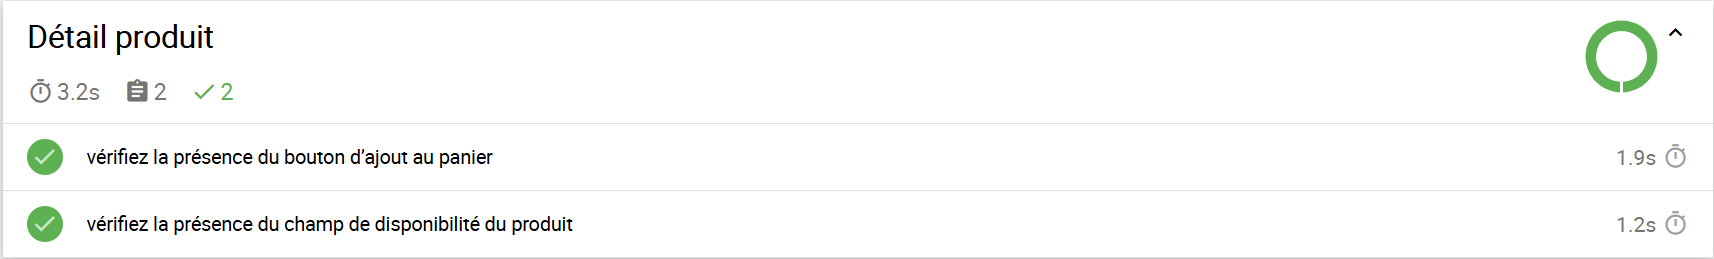 Détail produit
3.2s 2 2
vérifiez la présence du bouton d’ajout au panier 1.9s
vérifiez la présence du champ de disponibilité du produit 1.2s